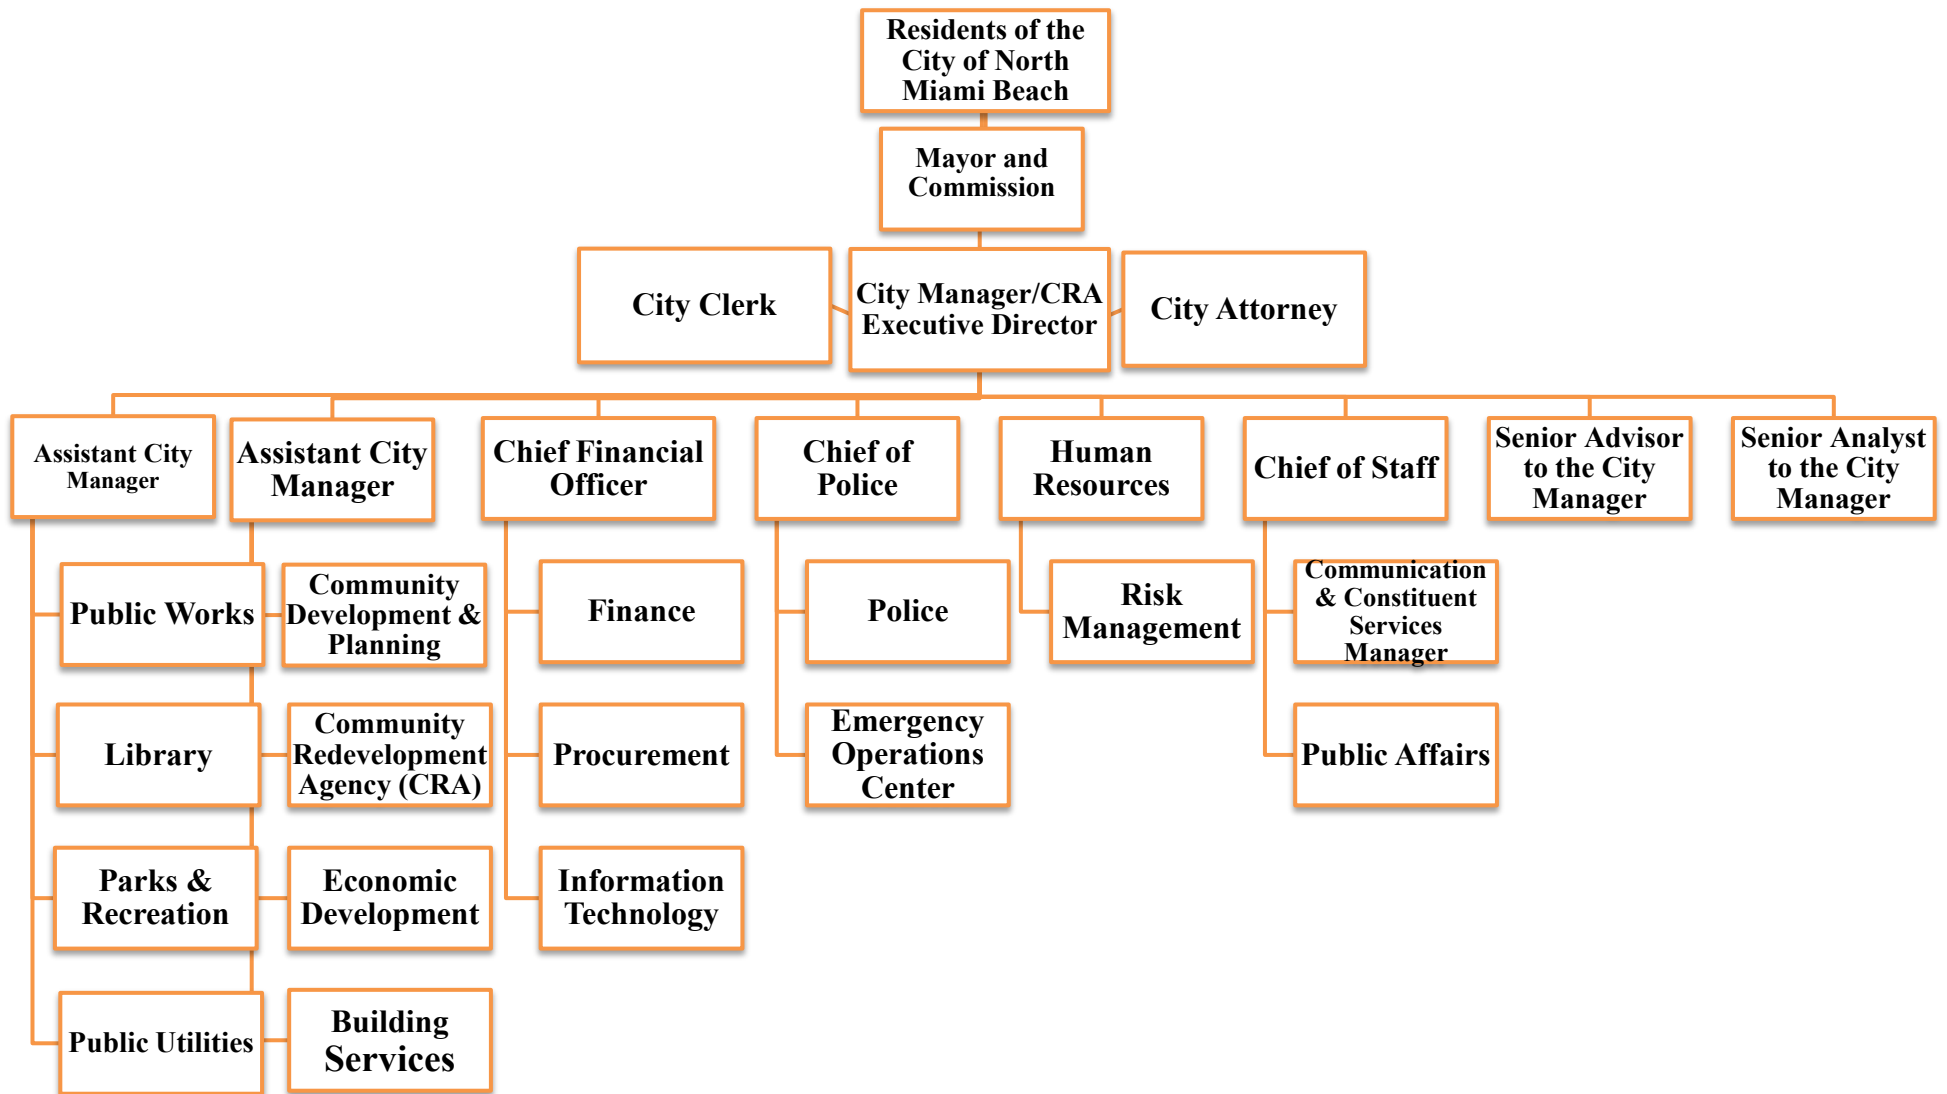 Residents of the
City of North
Miami Beach
Mayor and
Commission
City Clerk
City Manager/CRA
Executive Director
City Attorney
Assistant City
Manager
Assistant City
Manager
Chief Financial
Officer
Chief of
Police
Human
Resources
Chief of Staff
Senior Advisor
to the City
Manager
Senior Analyst
to the City
Manager
Public Works
Community
Development &
Planning
Finance
Police
Risk
Management
Communication
& Constituent
Services
Manager
Library
Community
Redevelopment
Agency (CRA)
Procurement
Emergency
Operations
Center
Public Affairs
Parks &
Recreation
Economic
Development
Information
Technology
Public Utilities
Building
Services